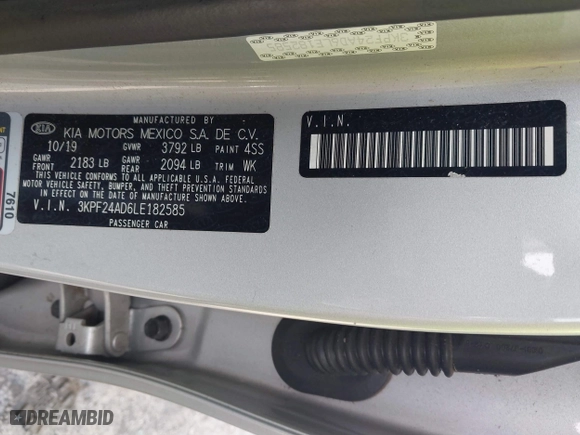 MANUFACTURED BY
KIA KIA MOTORS MEXICO S.A. DE C.V.
10/19 GVWR 3792 LB PAINT 4SS
GAWR FRONT 2183 LB GAWR REAR 2094 LB TRIM WK
THIS VEHICLE CONFORMS TO ALL APPLICABLE U.S.A. FEDERAL
MOTOR VEHICLE SAFETY, BUMPER, AND THEFT PREVENTION STANDARDS
IN EFFECT ON THE DATE OF MANUFACTURE SHOWN ABOVE.
V.I.N. 3KPF24AD6LE182585
PASSENGER CAR
V.I.N.
7610
DREAMBID